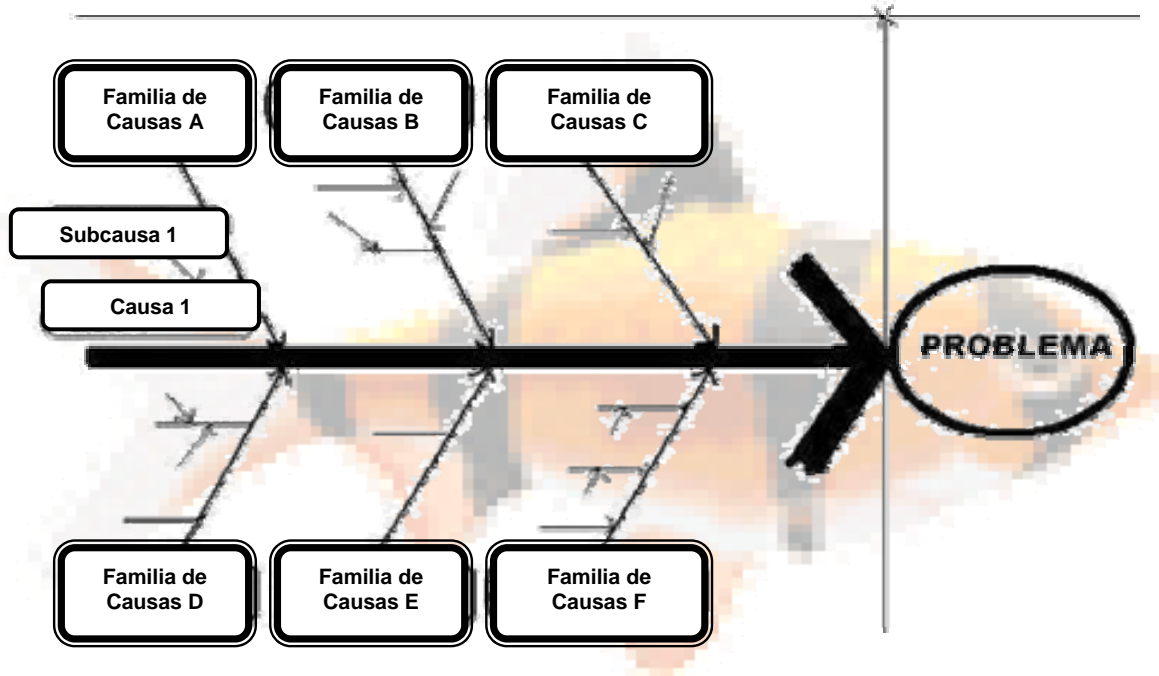 Familia de
Causas A
Familia de
Causas B
Familia de
Causas C
Subcausa 1
Causa 1
PROBLEMA
Familia de
Causas D
Familia de
Causas E
Familia de
Causas F